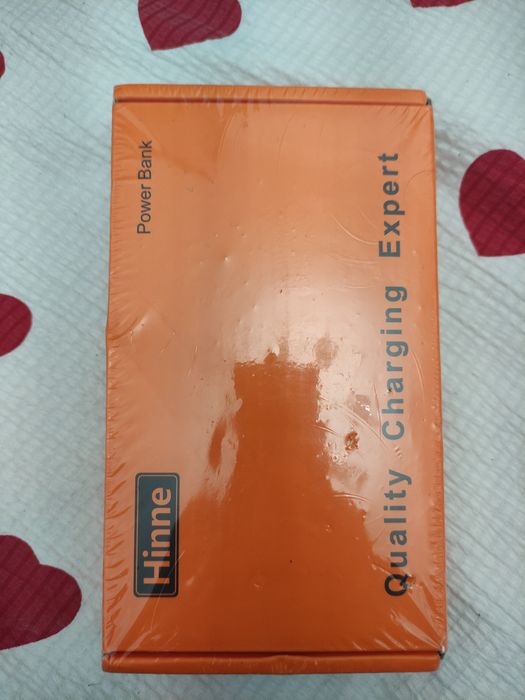 Hinne
Power Bank
Quality Charging Expert